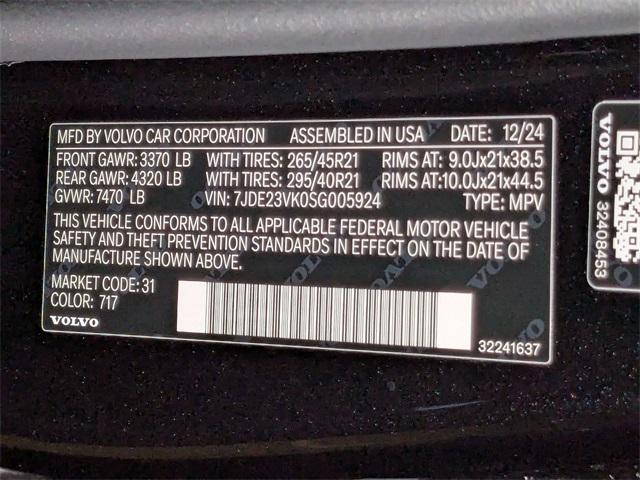 MFD BY VOLVO CAR CORPORATION ASSEMBLED IN USA DATE: 12/24
FRONT GAWR: 3370 LB WITH TIRES: 265/45R21 RIMS AT: 9.0Jx21x38.5
REAR GAWR: 4320 LB WITH TIRES: 295/40R21 RIMS AT:10.0Jx21x44.5
GVWR: 7470 LB VIN: 7JDE23VK0SG005924 TYPE: MPV
THIS VEHICLE CONFORMS TO ALL APPLICABLE FEDERAL MOTOR VEHICLE
SAFETY AND THEFT PREVENTION STANDARDS IN EFFECT ON THE DATE OF
MANUFACTURE SHOWN ABOVE.
MARKET CODE: 31
COLOR: 717
VOLVO
32241637
VOLVO 32408453